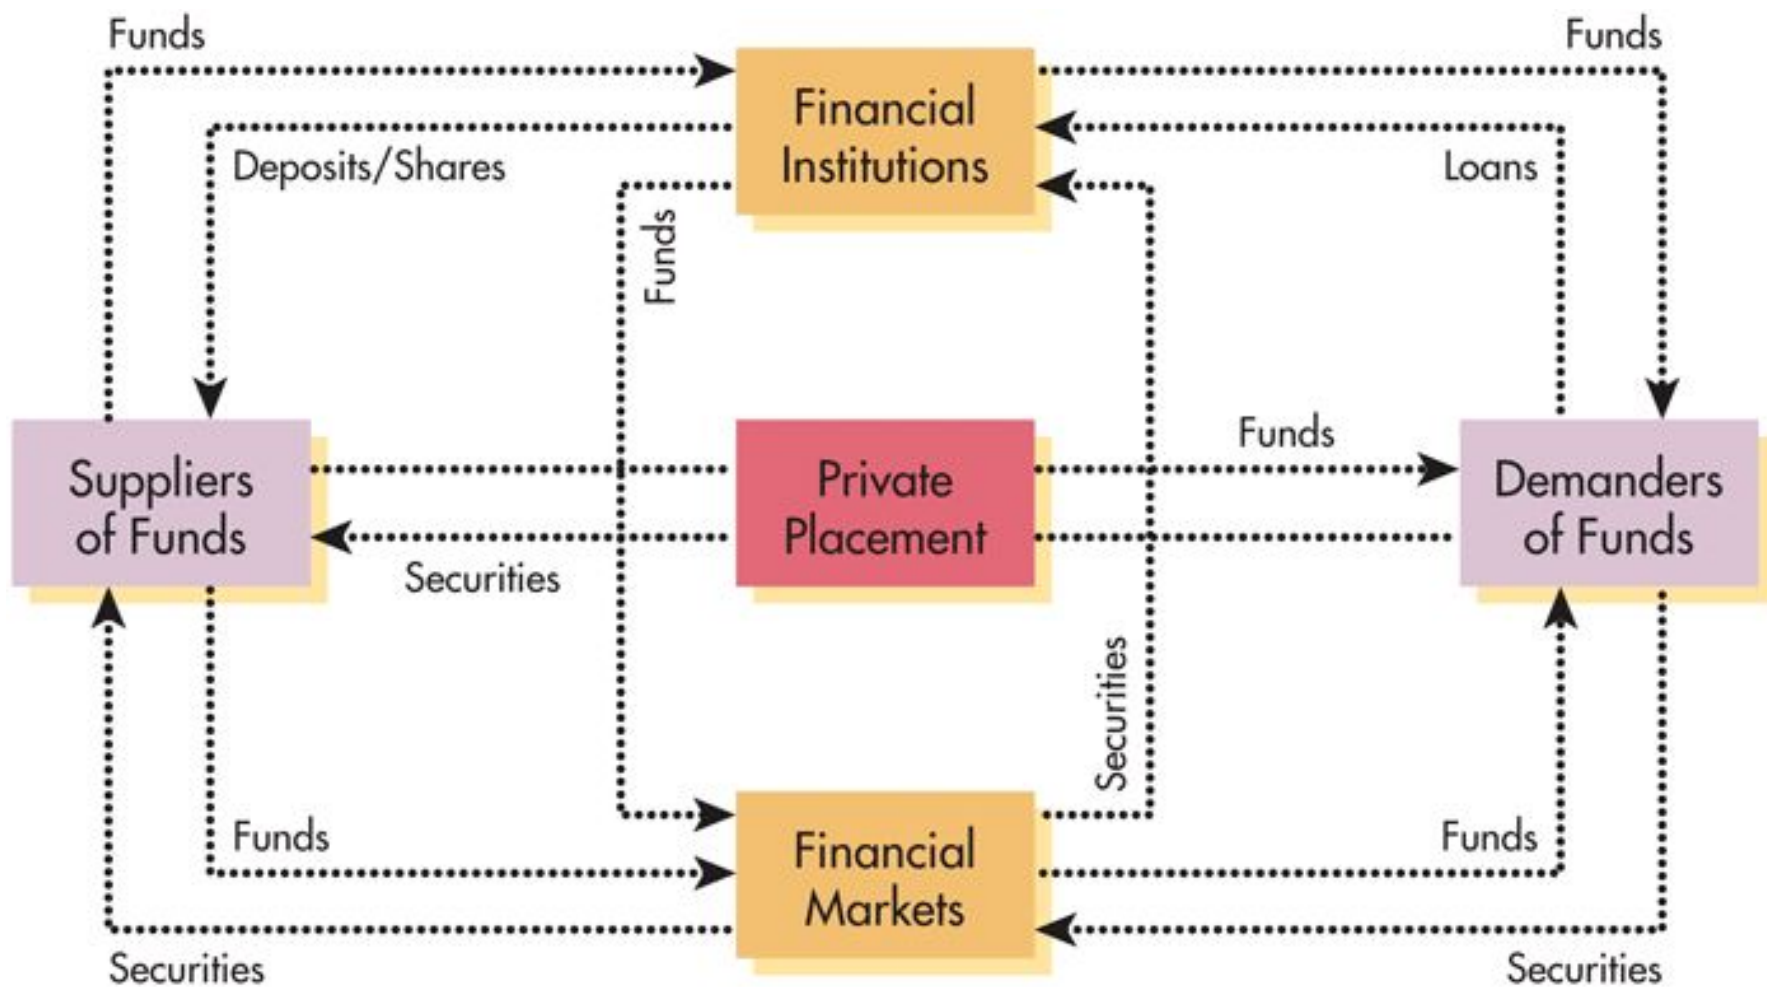 Funds
Funds
Financial
Institutions
Deposits/Shares
Loans
Funds
Suppliers
of Funds
Private
Placement
Funds
Demanders
of Funds
Securities
Securities
Funds
Financial
Markets
Funds
Securities
Securities